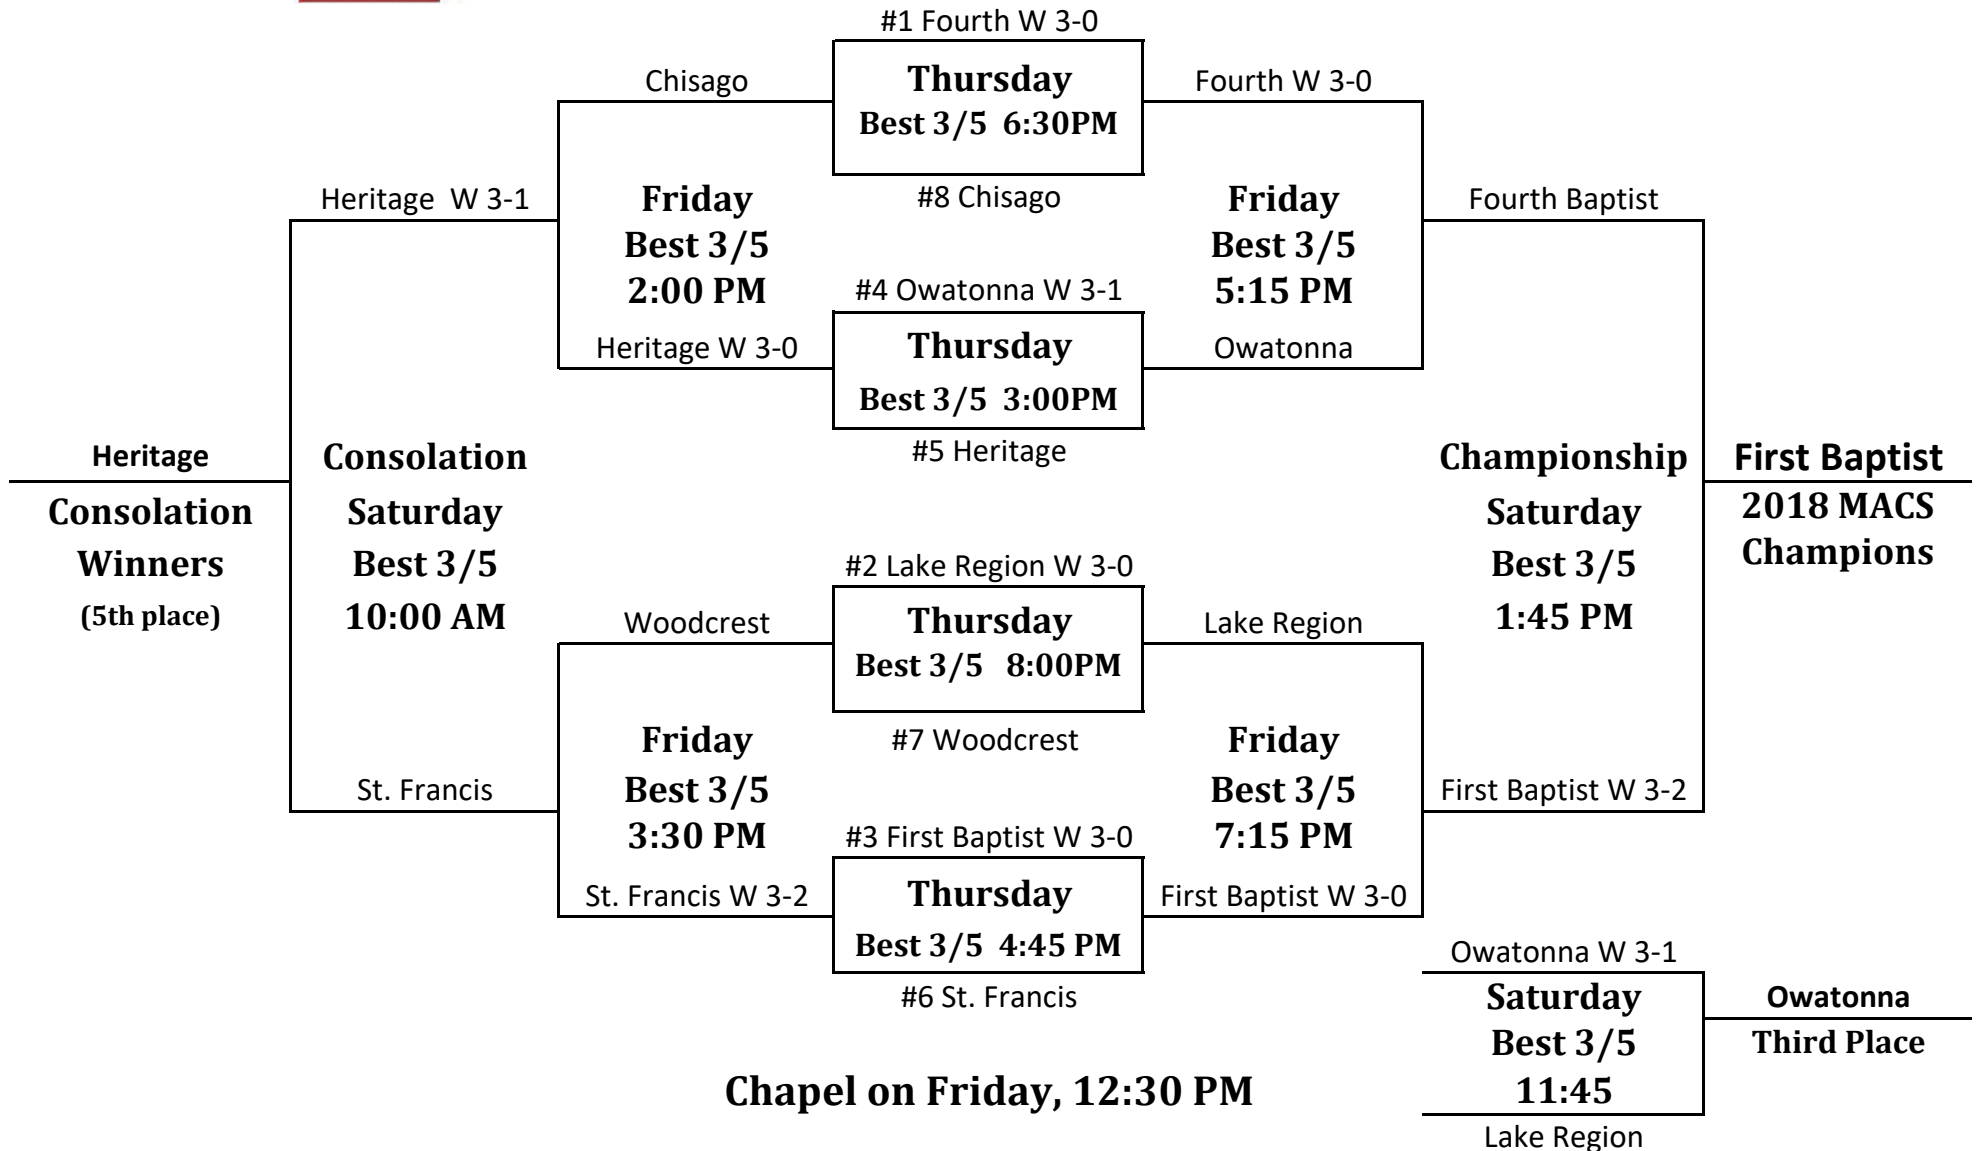 #1 Fourth W 3-0
Chisago
Thursday
Fourth W 3-0
Best 3/5 6:30PM
Heritage W 3-1
Friday
#8 Chisago
Friday
Fourth Baptist
Best 3/5
Best 3/5
2:00 PM
#4 Owatonna W 3-1
5:15 PM
Heritage W 3-0
Thursday
Owatonna
Best 3/5 3:00PM
#5 Heritage
Heritage
Consolation
Championship
First Baptist
Consolation
Saturday
Saturday
2018 MACS
Winners
Best 3/5
#2 Lake Region W 3-0
Best 3/5
Champions
(5th place)
10:00 AM
Woodcrest
Thursday
Lake Region
1:45 PM
Best 3/5 8:00PM
Friday
#7 Woodcrest
Friday
St. Francis
Best 3/5
Best 3/5
First Baptist W 3-2
3:30 PM
#3 First Baptist W 3-0
7:15 PM
St. Francis W 3-2
Thursday
First Baptist W 3-0
Best 3/5 4:45 PM
Owatonna W 3-1
#6 St. Francis
Saturday
Owatonna
Best 3/5
Third Place
Chapel on Friday, 12:30 PM
11:45
Lake Region